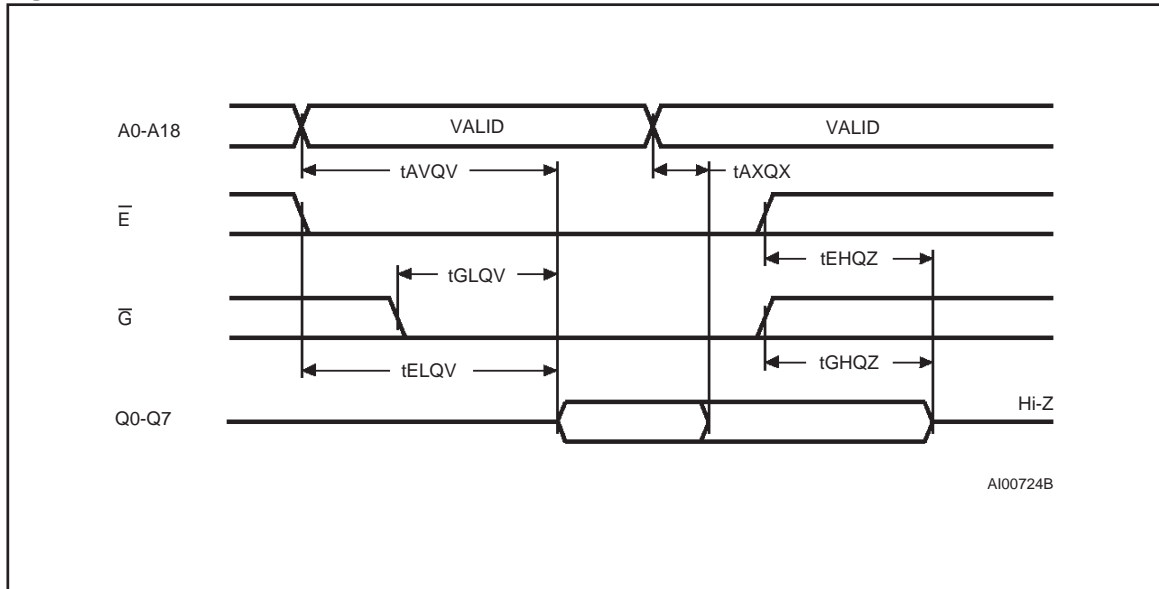 A0-A18
VALID
VALID
tAVQV
tAXQX
E̅
tEHQZ
tGLQV
G̅
tGHQZ
tELQV
Q0-Q7
Hi-Z
AI00724B